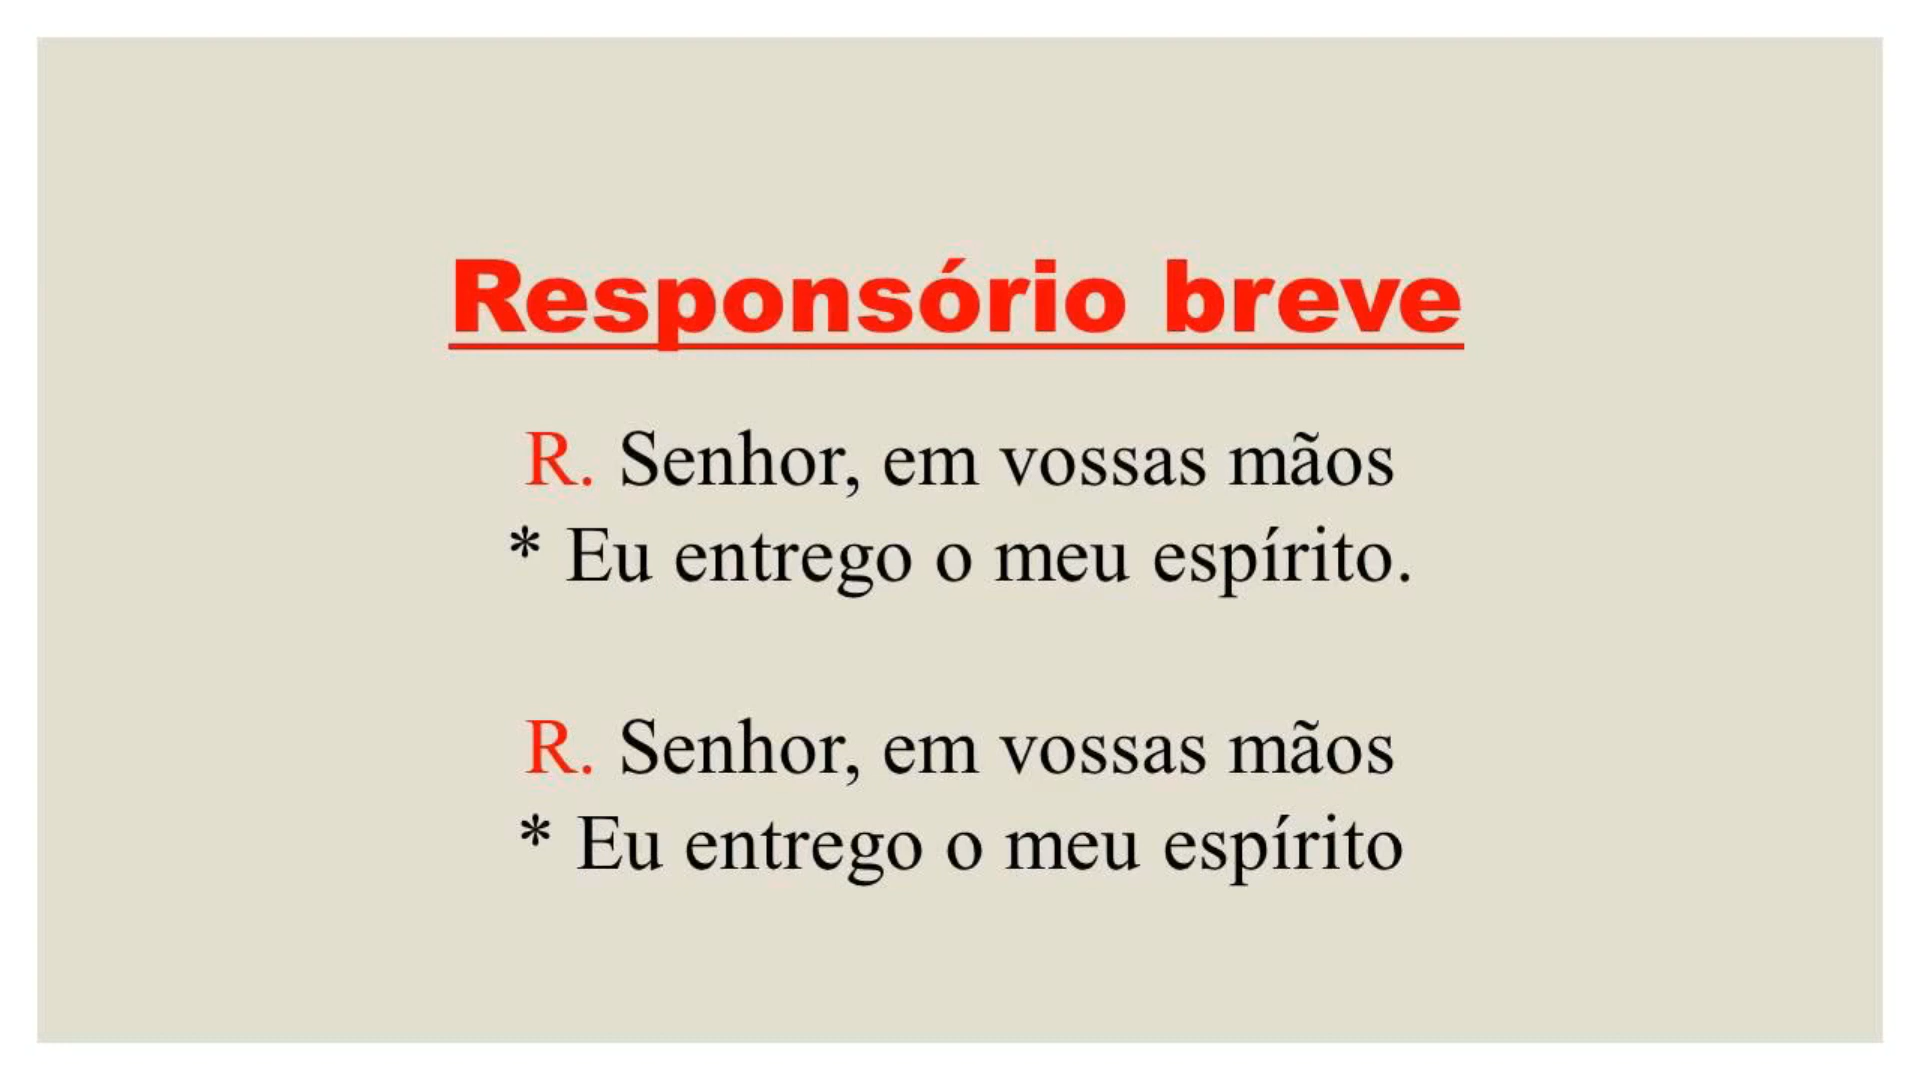 Responsório breve
R. Senhor, em vossas mãos
* Eu entrego o meu espírito.
R. Senhor, em vossas mãos
* Eu entrego o meu espírito